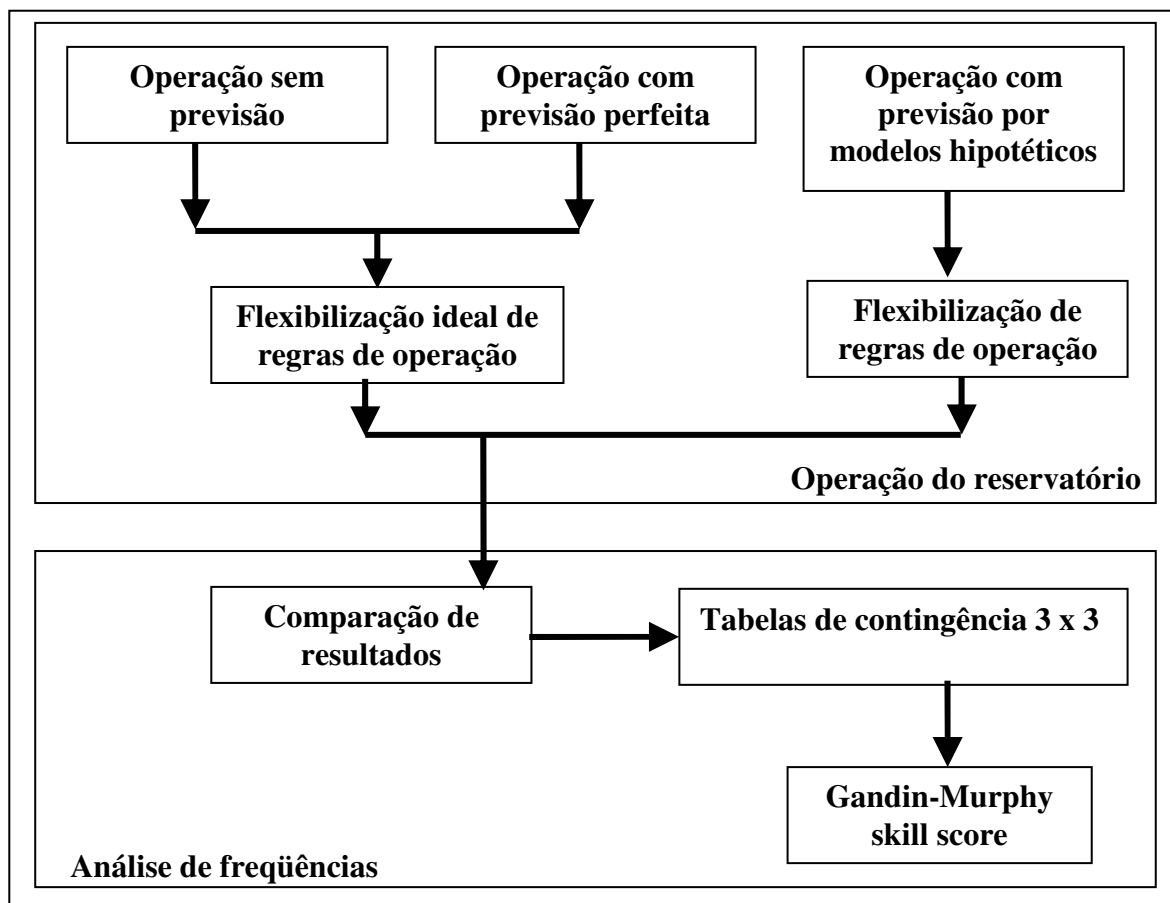 Operação sem
previsão
Operação com
previsão perfeita
Operação com
previsão por
modelos hipotéticos
Flexibilização ideal de
regras de operação
Flexibilização de
regras de operação
Operação do reservatório
Comparação de
resultados
Tabelas de contingência 3 x 3
Gandin-Murphy
skill score
Análise de freqüências